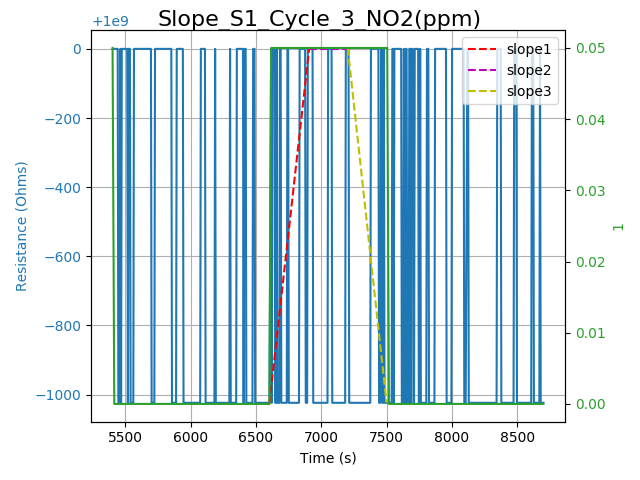 Slope_S1_Cycle_3_NO2(ppm)
+1e9
slope1
slope2
slope3
0
−200
−400
−600
−800
−1000
Resistance (Ohms)
0.05
0.04
0.03
0.02
0.01
0.00
1
5500 6000 6500 7000 7500 8000 8500
Time (s)